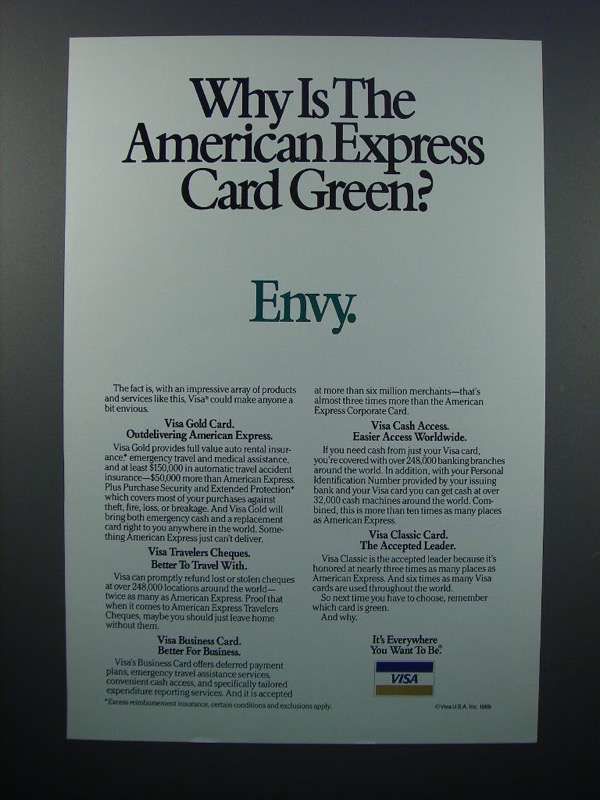 Why Is The
American Express
Card Green?
Envy.
The fact is, with an impressive array of products
and services like this, Visa® could make anyone a
bit envious.
Visa Gold Card.
Outdelivering American Express.
Visa Gold provides full value auto rental insur-
ance,* emergency travel and medical assistance,
and at least $150,000 in automatic travel accident
insurance—$50,000 more than American Express.
Plus Purchase Security and Extended Protection*
which covers most of your purchases against
theft, fire, loss, or breakage. And Visa Gold will
bring both emergency cash and a replacement
card right to you anywhere in the world. Some-
thing American Express just can't deliver.
Visa Travelers Cheques.
Better To Travel With.
Visa can promptly refund lost or stolen cheques
at over 248,000 locations around the world—
twice as many as American Express. Proof that
when it comes to American Express Travelers
Cheques, maybe you should just leave home
without them.
Visa Business Card.
Better For Business.
Visa's Business Card offers deferred payment
plans, emergency travel assistance services,
convenient cash access, and specifically tailored
expenditure reporting services. And it is accepted
at more than six million merchants—that's
almost three times more than the American
Express Corporate Card.
Visa Cash Access.
Easier Access Worldwide.
If you need cash from just your Visa card,
you're covered with over 248,000 banking branches
around the world. In addition, with your Personal
Identification Number provided by your issuing
bank and your Visa card you can get cash at over
32,000 cash machines around the world. Com-
bined, this is more than ten times as many places
as American Express.
Visa Classic Card.
The Accepted Leader.
Visa Classic is the accepted leader because it's
honored at nearly three times as many places as
American Express. And six times as many Visa
cards are used throughout the world.
So next time you have to choose, remember
which card is green.
And why.
It's Everywhere
You Want To Be.®
VISA
*Excess reimbursement insurance, certain conditions and exclusions apply.
© Visa U.S.A. Inc. 1989